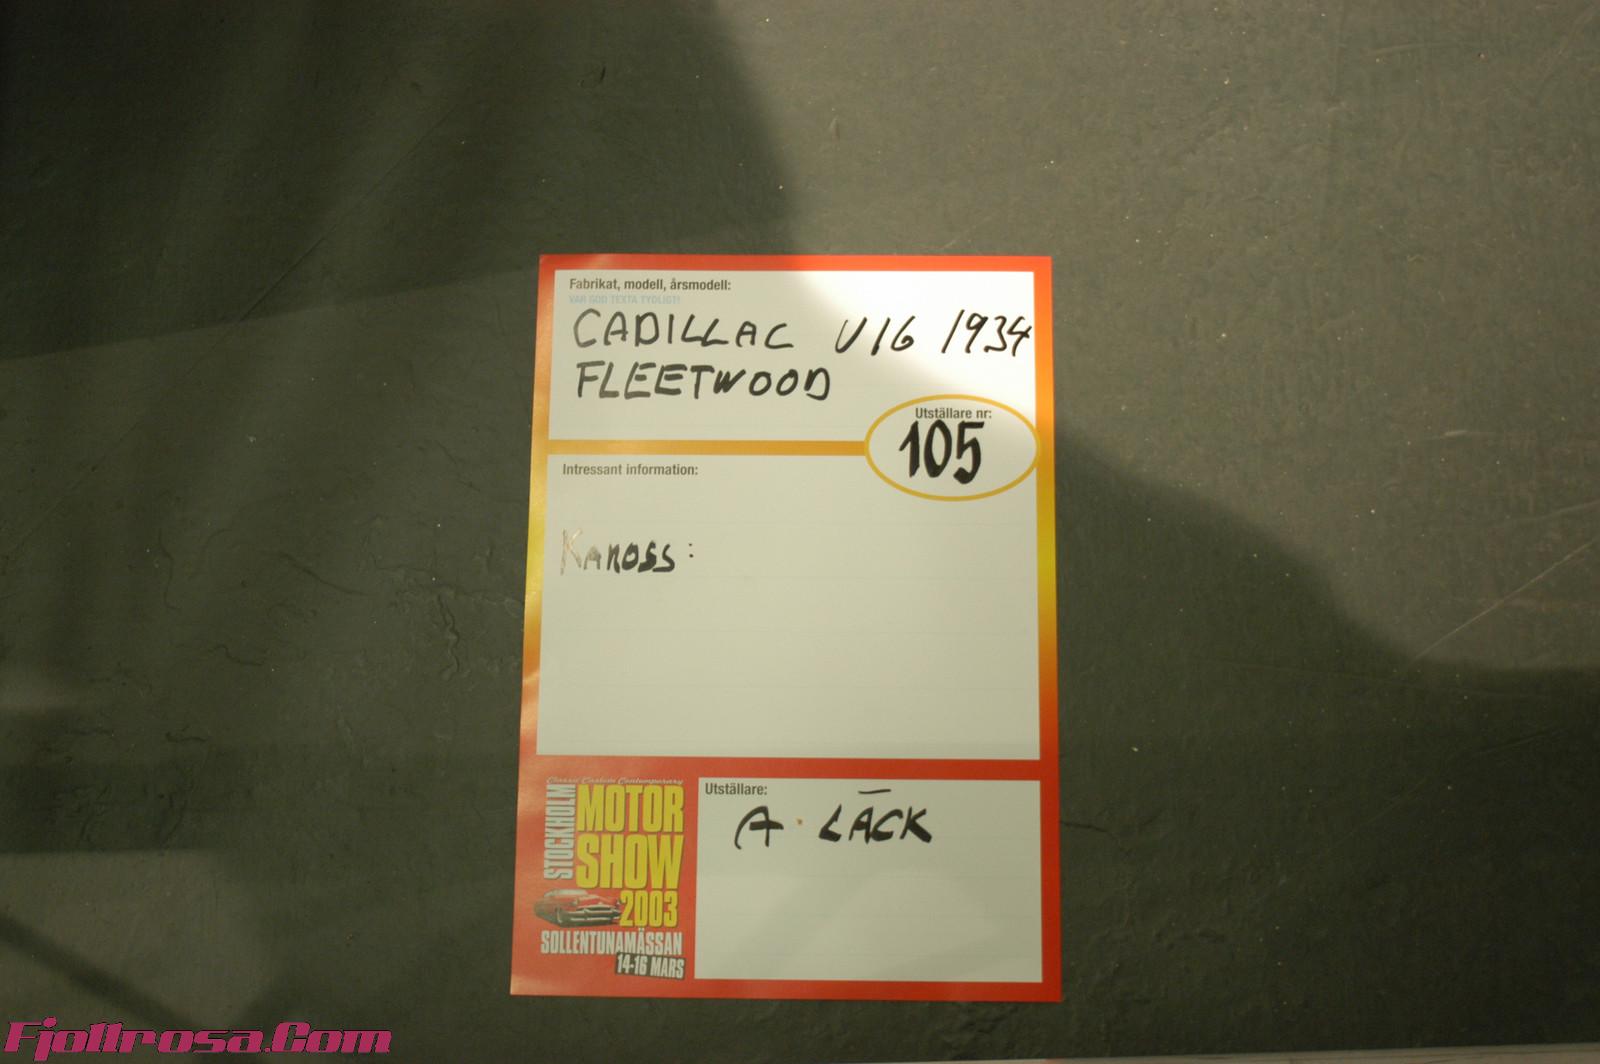 Fabrikat, modell, årsmodell:
VAR GOD TEXTA TYDLIGT!
CADILLAC V16 1934
FLEETWOOD
Utställare nr:
105
Intressant information:
KAROSS:
Classic Custom Contemporary
STOCKHOLM
MOTOR
SHOW
2003
SOLLENTUNAMÄSSAN
14-16 MARS
Utställare:
A LÄCK
Fjollrosa.Com